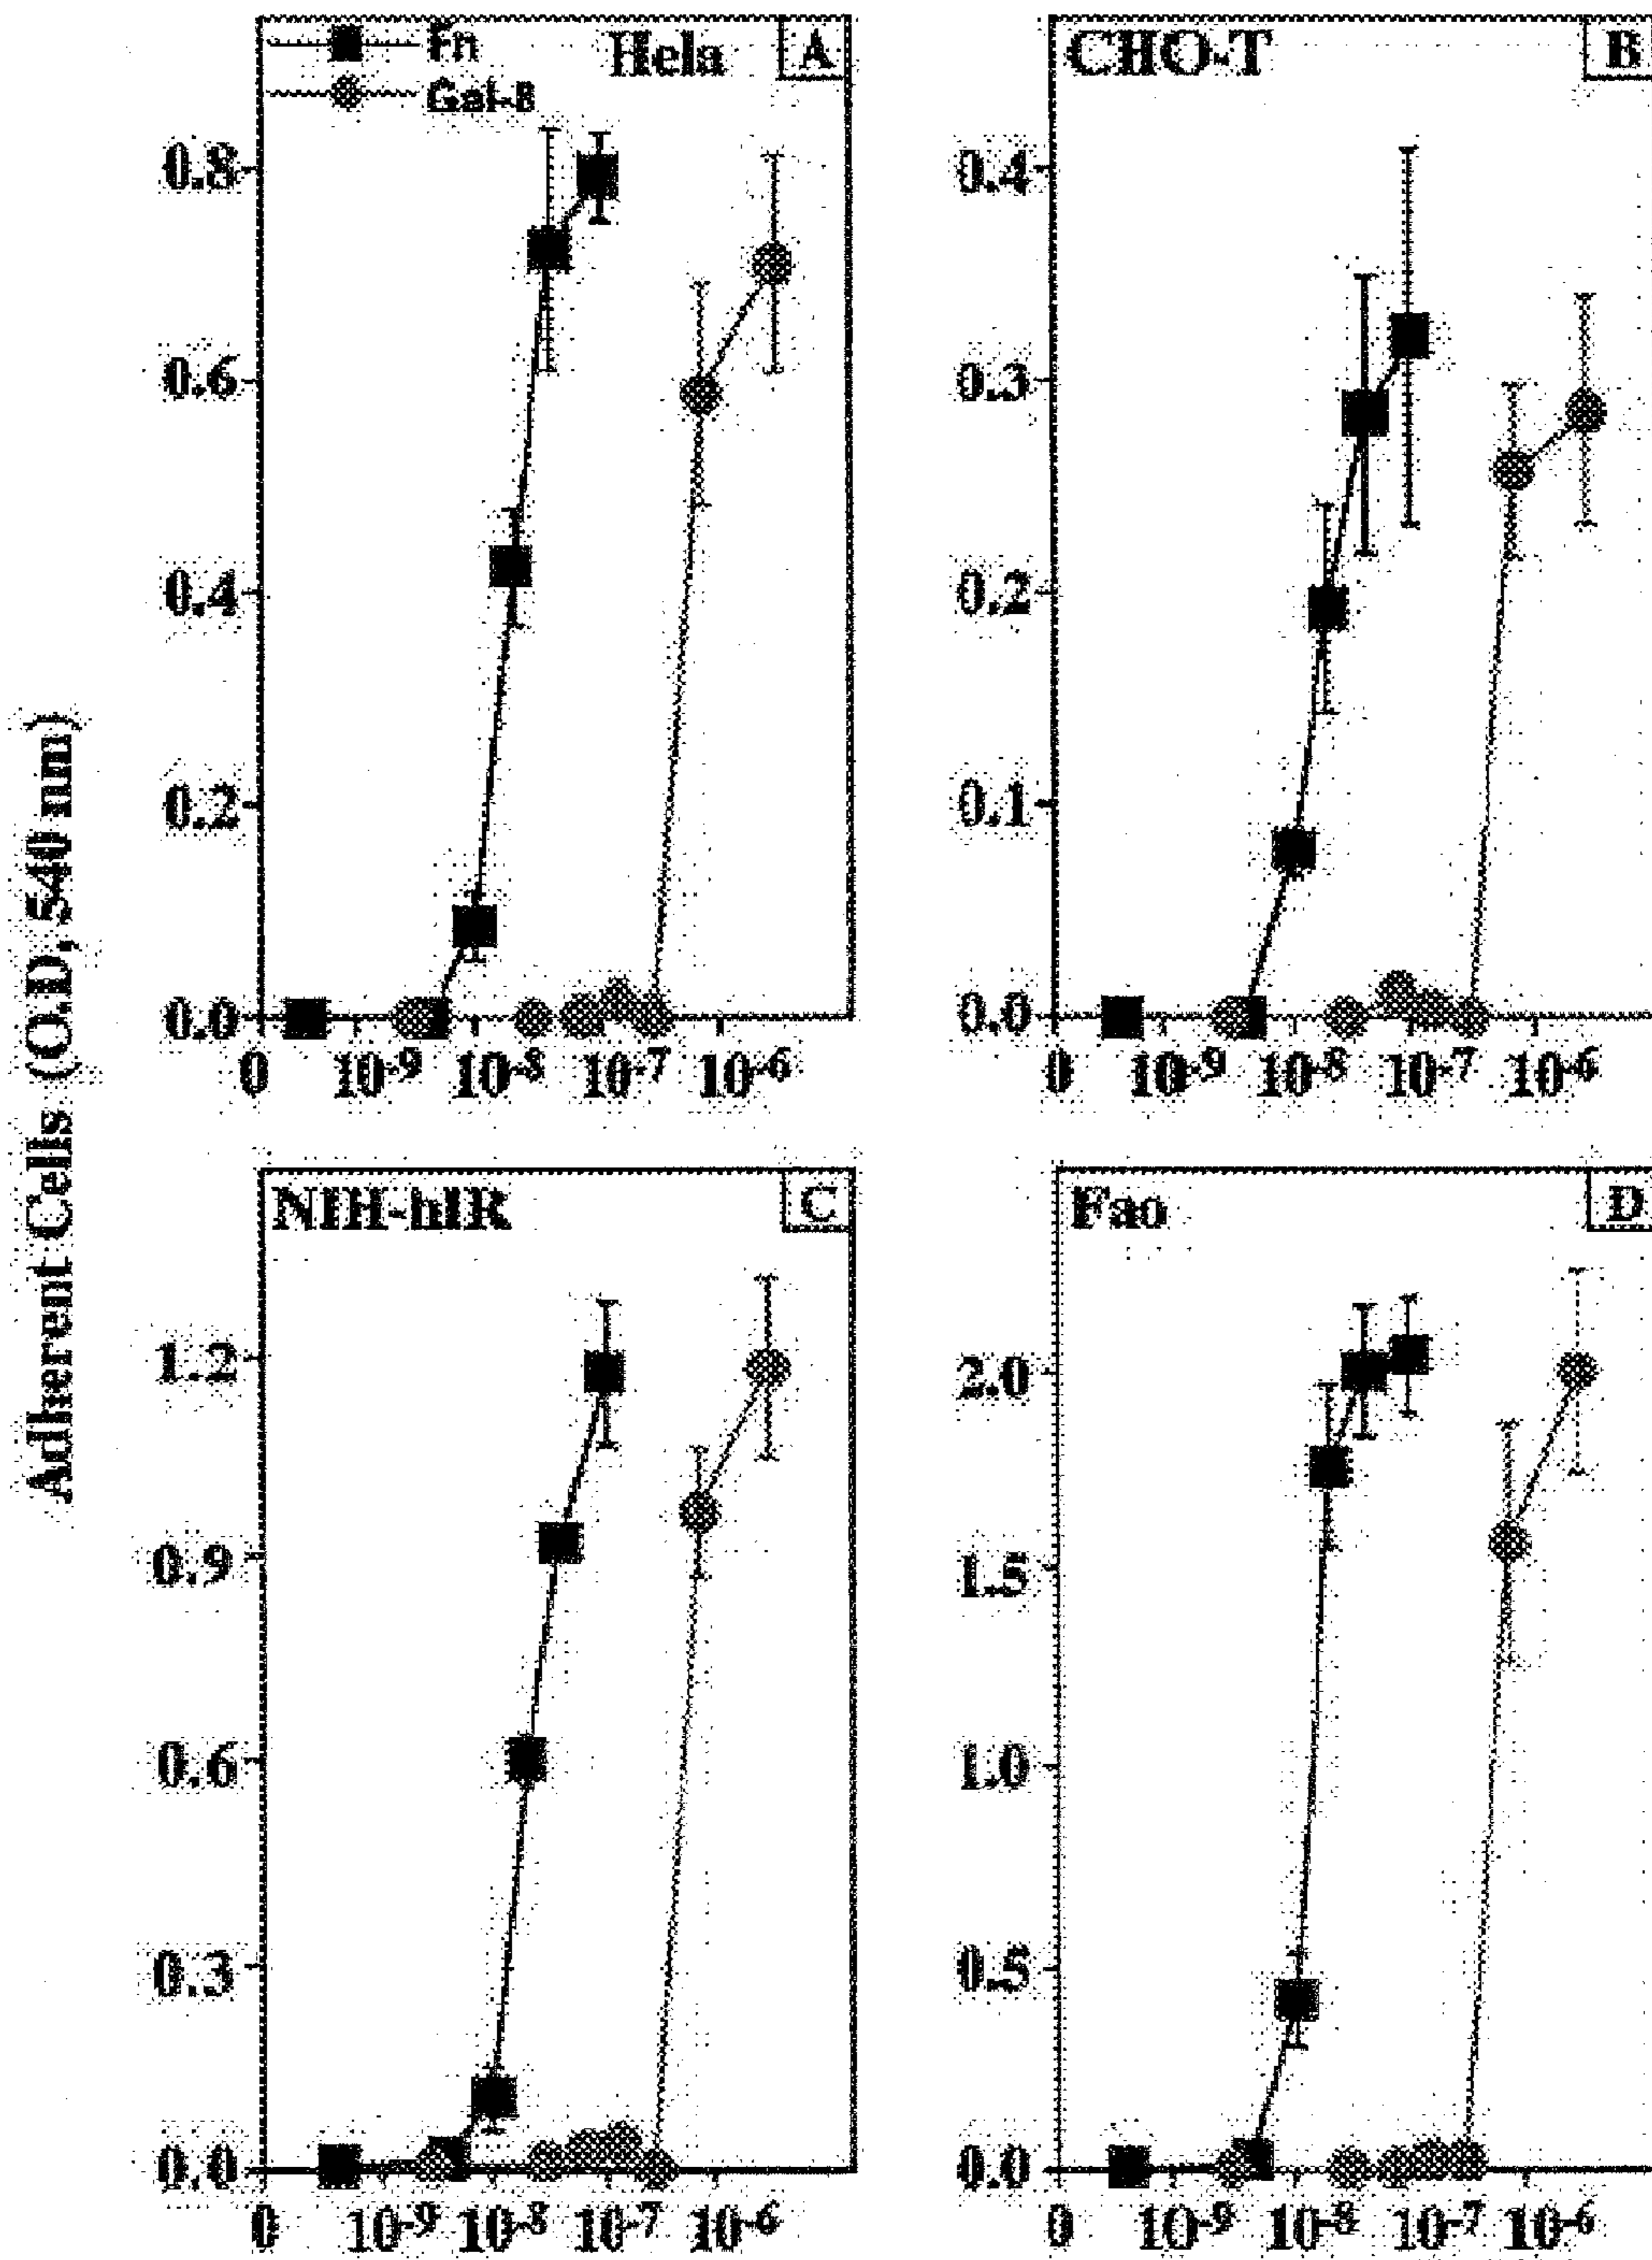 Adherent Cells (O.D, 540 nm)
Fn
Gal-8
Hela
A
0.8
0.6
0.4
0.2
0.0
0 10-9 10-8 10-7 10-6
CHO-T
B
0.4
0.3
0.2
0.1
0.0
0 10-9 10-8 10-7 10-6
NIH-hIR
C
1.2
0.9
0.6
0.3
0.0
0 10-9 10-8 10-7 10-6
Fao
D
2.0
1.5
1.0
0.5
0.0
0 10-9 10-8 10-7 10-6